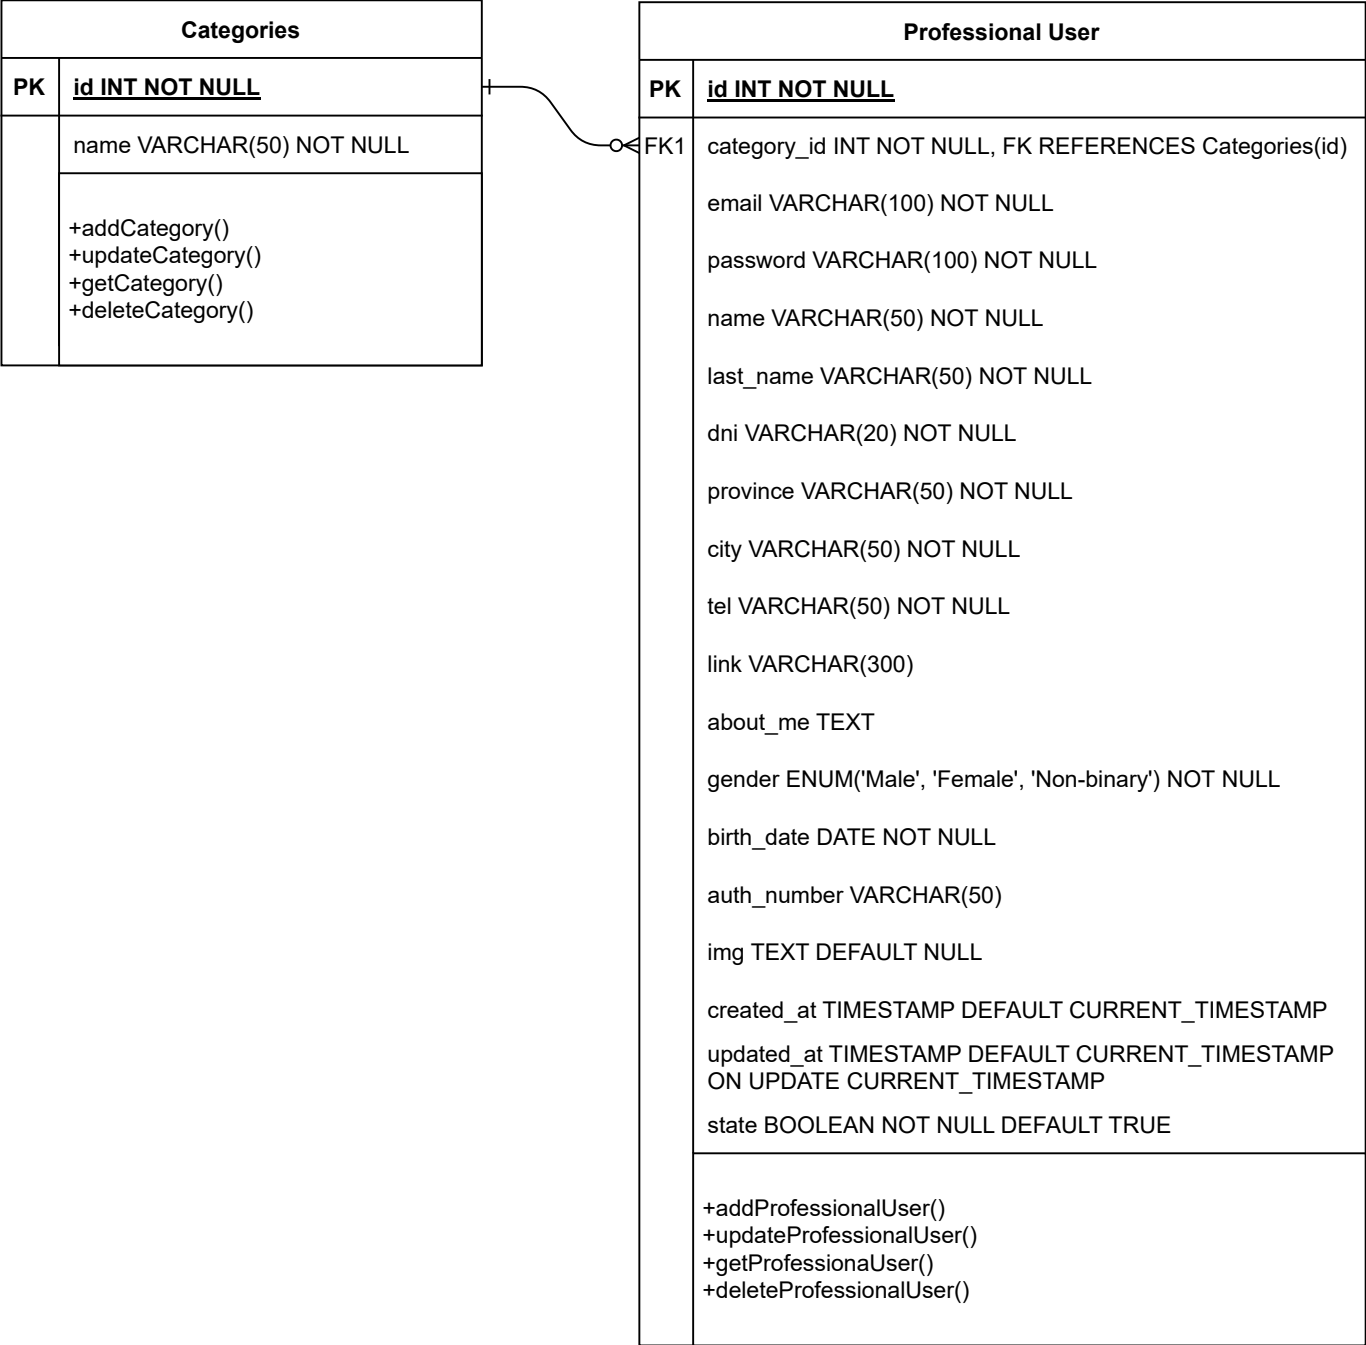 Categories
PK id INT NOT NULL
name VARCHAR(50) NOT NULL
+addCategory()
+updateCategory()
+getCategory()
+deleteCategory()
Professional User
PK id INT NOT NULL
FK1 category_id INT NOT NULL, FK REFERENCES Categories(id)
email VARCHAR(100) NOT NULL
password VARCHAR(100) NOT NULL
name VARCHAR(50) NOT NULL
last_name VARCHAR(50) NOT NULL
dni VARCHAR(20) NOT NULL
province VARCHAR(50) NOT NULL
city VARCHAR(50) NOT NULL
tel VARCHAR(50) NOT NULL
link VARCHAR(300)
about_me TEXT
gender ENUM('Male', 'Female', 'Non-binary') NOT NULL
birth_date DATE NOT NULL
auth_number VARCHAR(50)
img TEXT DEFAULT NULL
created_at TIMESTAMP DEFAULT CURRENT_TIMESTAMP
updated_at TIMESTAMP DEFAULT CURRENT_TIMESTAMP
ON UPDATE CURRENT_TIMESTAMP
state BOOLEAN NOT NULL DEFAULT TRUE
+addProfessionalUser()
+updateProfessionalUser()
+getProfessionaUser()
+deleteProfessionalUser()